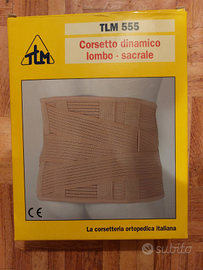 TLM
TLM 555
Corsetto dinamico
lombo - sacrale
La corsetteria ortopedica italiana
CE
subito